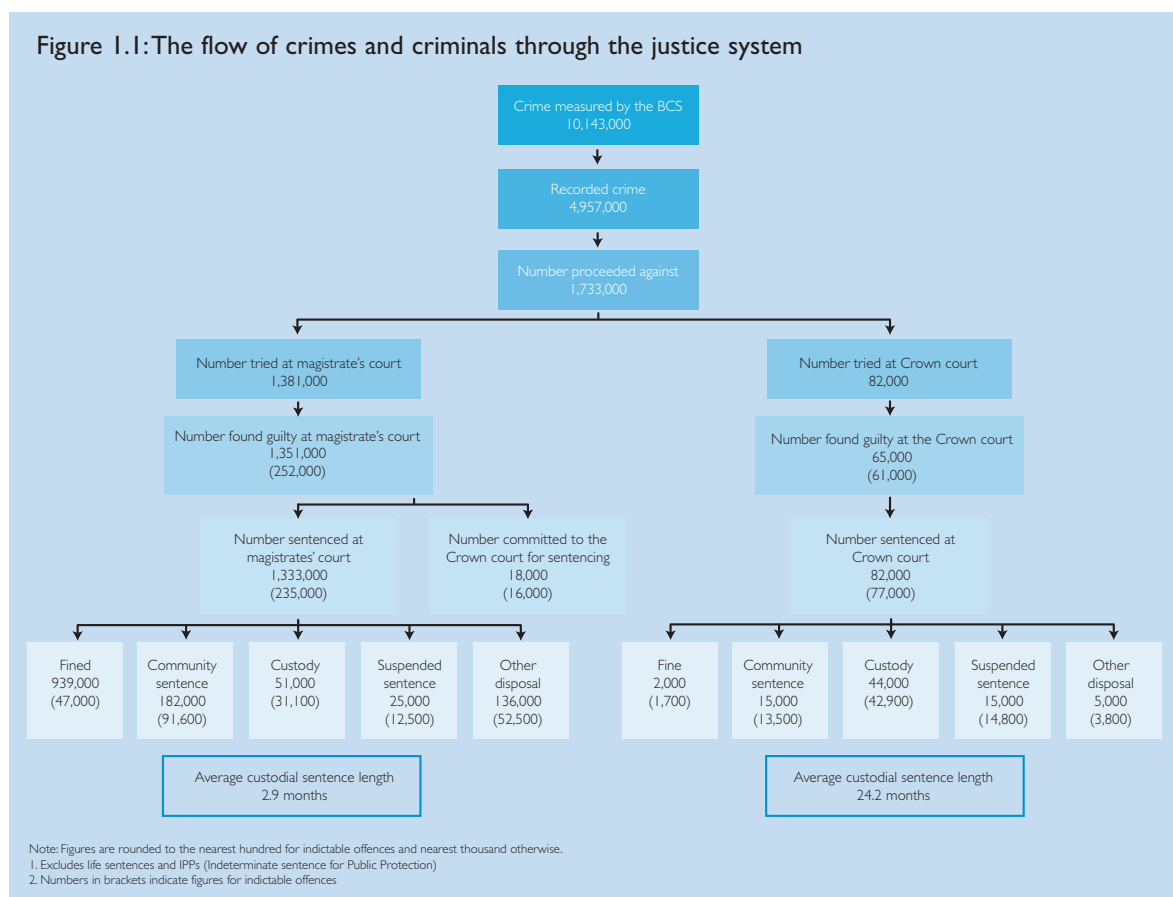 Figure 1.1: The flow of crimes and criminals through the justice system
Crime measured by the BCS
10,143,000
Recorded crime
4,957,000
Number proceeded against
1,733,000
Number tried at magistrate's court
1,381,000
Number tried at Crown court
82,000
Number found guilty at magistrate's court
1,351,000
(252,000)
Number found guilty at the Crown court
65,000
(61,000)
Number sentenced at
magistrates' court
1,333,000
(235,000)
Number committed to the
Crown court for sentencing
18,000
(16,000)
Number sentenced at
Crown court
82,000
(77,000)
Fined
939,000
(47,000)
Community
sentence
182,000
(91,600)
Custody
51,000
(31,100)
Suspended
sentence
25,000
(12,500)
Other
disposal
136,000
(52,500)
Fine
2,000
(1,700)
Community
sentence
15,000
(13,500)
Custody
44,000
(42,900)
Suspended
sentence
15,000
(14,800)
Other
disposal
5,000
(3,800)
Average custodial sentence length
2.9 months
Average custodial sentence length
24.2 months
Note: Figures are rounded to the nearest hundred for indictable offences and nearest thousand otherwise.
1. Excludes life sentences and IPPs (Indeterminate sentence for Public Protection)
2. Numbers in brackets indicate figures for indictable offences